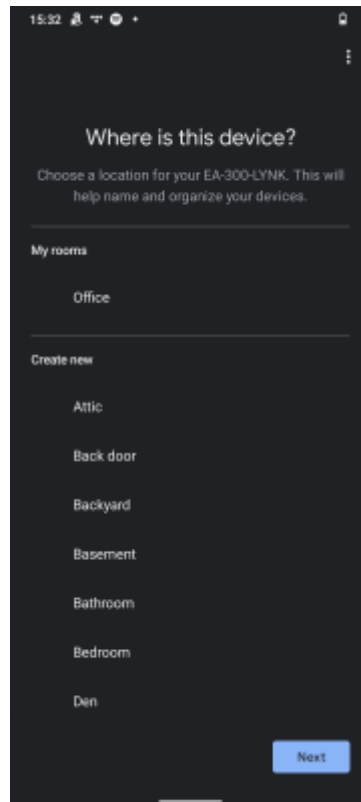 15:32
Where is this device?
Choose a location for your EA-300-LYNK. This will
help name and organize your devices.
My rooms
Office
Create new
Attic
Back door
Backyard
Basement
Bathroom
Bedroom
Den
Next